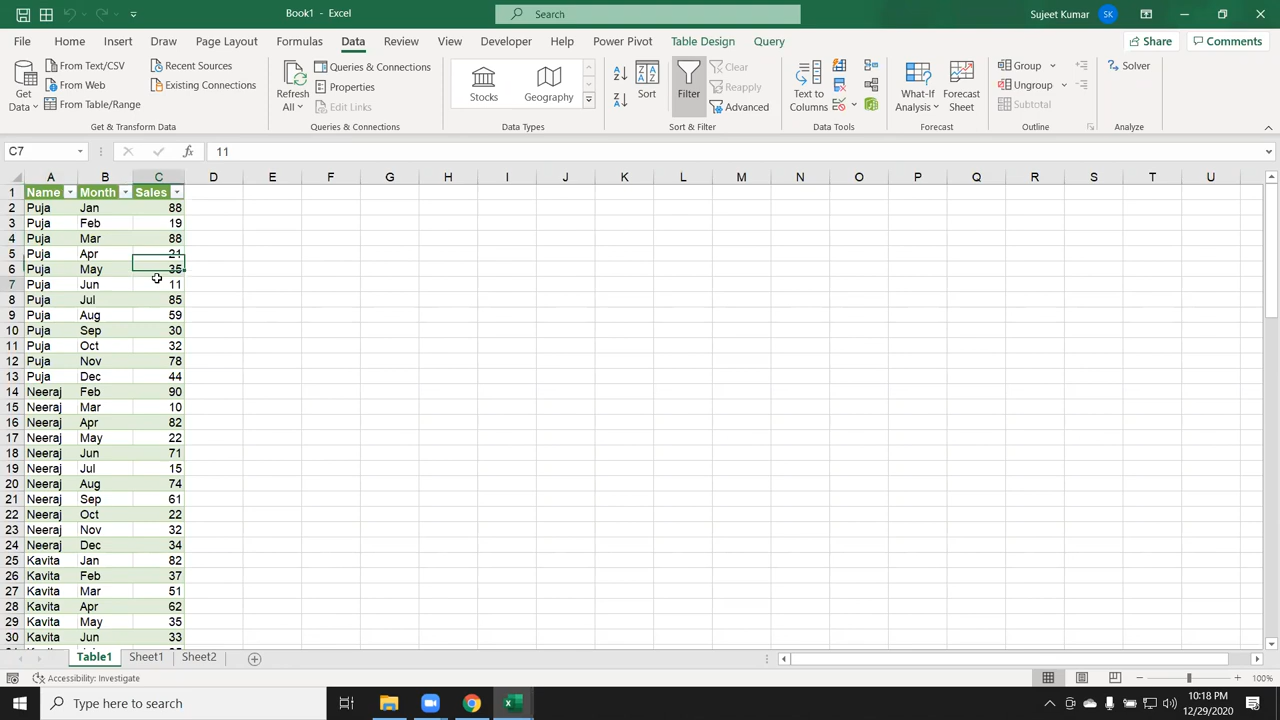 Book1 - Excel
Search
Sujeet Kumar SK
File Home Insert Draw Page Layout Formulas Data Review View Developer Help Power Pivot Table Design Query
Share Comments
Get Data
From Text/CSV
From Web
From Table/Range
Recent Sources
Existing Connections
Get & Transform Data
Refresh All
Queries & Connections
Properties
Edit Links
Queries & Connections
Stocks Geography
Data Types
Sort
Filter
Clear
Reapply
Advanced
Sort & Filter
Text to Columns
Data Tools
What-If Analysis
Forecast Sheet
Forecast
Group
Ungroup
Subtotal
Outline
Solver
Analyze
C7 fx 11
A B C D E F G H I J K L M N O P Q R S T U
1 Name Month Sales
2 Puja Jan 88
3 Puja Feb 19
4 Puja Mar 88
5 Puja Apr 21
6 Puja May 35
7 Puja Jun 11
8 Puja Jul 85
9 Puja Aug 59
10 Puja Sep 30
11 Puja Oct 32
12 Puja Nov 78
13 Puja Dec 44
14 Neeraj Feb 90
15 Neeraj Mar 10
16 Neeraj Apr 82
17 Neeraj May 22
18 Neeraj Jun 71
19 Neeraj Jul 15
20 Neeraj Aug 74
21 Neeraj Sep 61
22 Neeraj Oct 22
23 Neeraj Nov 32
24 Neeraj Dec 34
25 Kavita Jan 82
26 Kavita Feb 37
27 Kavita Mar 51
28 Kavita Apr 62
29 Kavita May 35
30 Kavita Jun 33
Table1 Sheet1 Sheet2
Accessibility: Investigate
100%
Type here to search
10:18 PM
12/29/2020